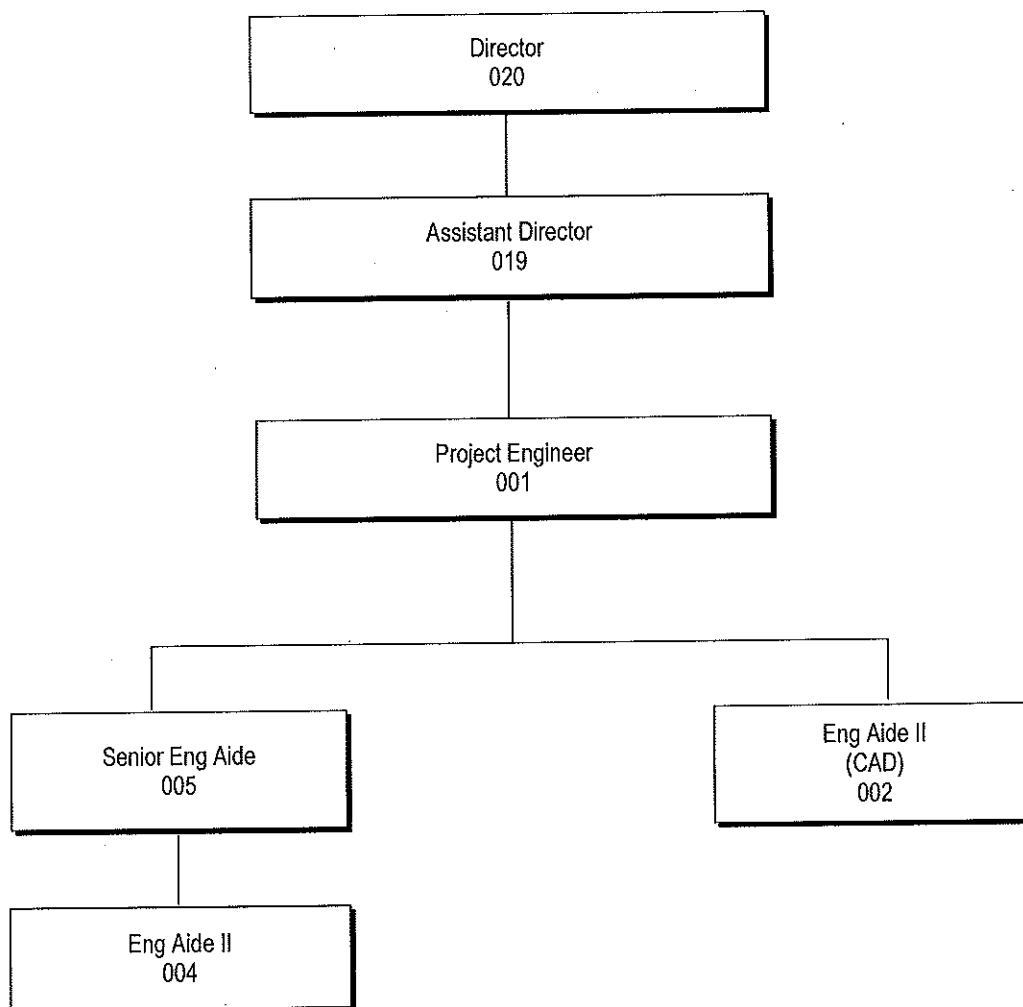 Director
020
Assistant Director
019
Project Engineer
001
Senior Eng Aide
005
Eng Aide II
(CAD)
002
Eng Aide II
004